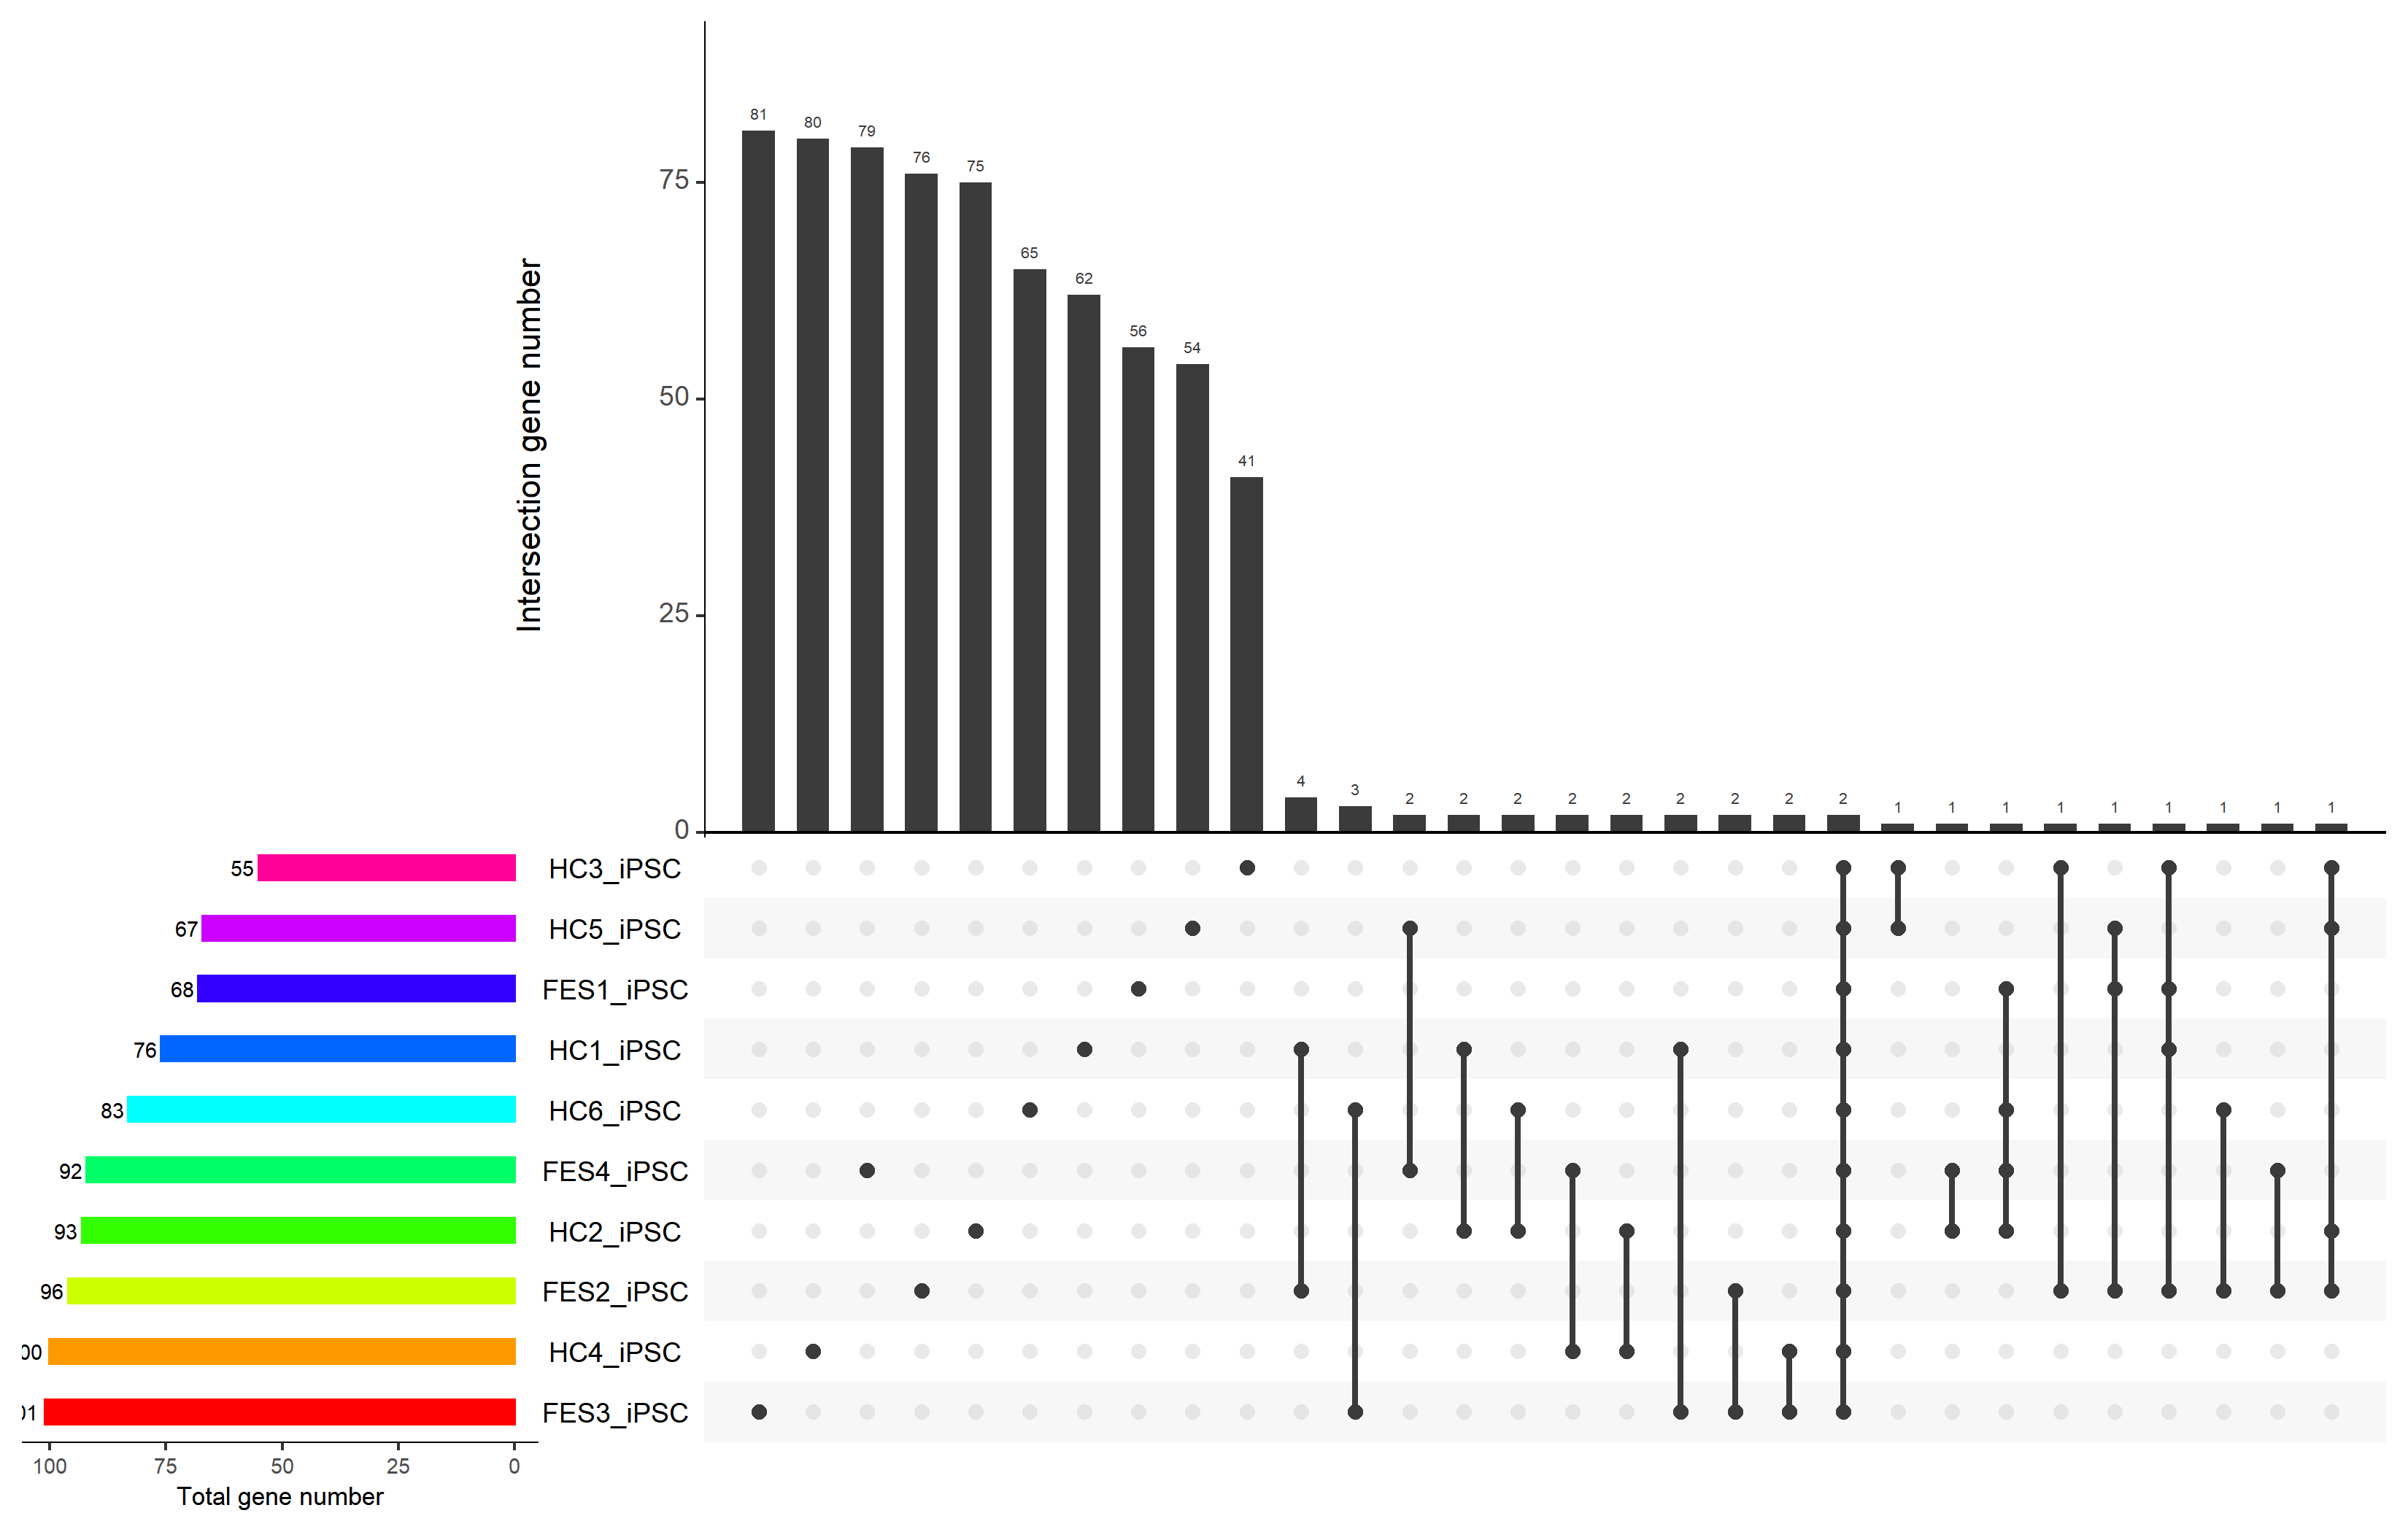 81 80 79 76 75 65 62 56 54 41 4 3 2 2 2 2 2 2 2 2 2 1 1 1 1 1 1 1 1 1
75
50
25
0
Intersection gene number
55 HC3_iPSC
67 HC5_iPSC
68 FES1_iPSC
76 HC1_iPSC
83 HC6_iPSC
92 FES4_iPSC
93 HC2_iPSC
96 FES2_iPSC
00 HC4_iPSC
01 FES3_iPSC
100 75 50 25 0
Total gene number